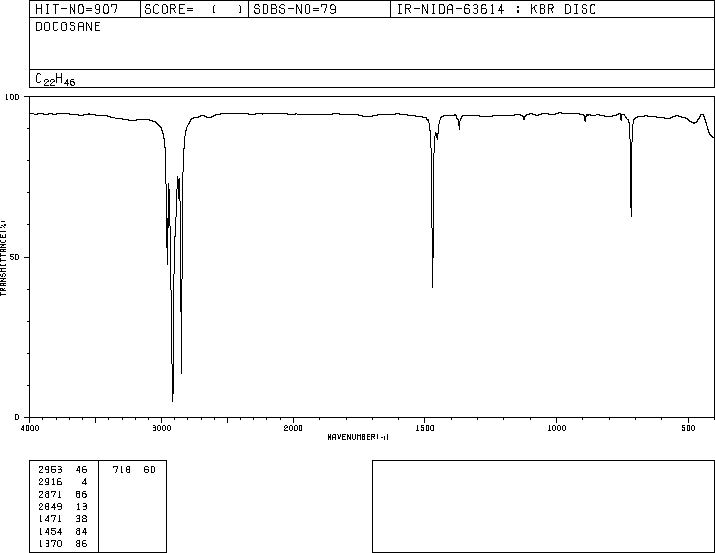 HIT-NO=907 SCORE= ( ) SDBS-NO=79 IR-NIDA-63614 : KBR DISC
DOCOSANE
C22H46
100
50
0
TRANSMITTANCE(%)
4000 3000 2000 1500 1000 500
WAVENUMBER(-1)
2963 46 718 60
2916 4
2871 86
2849 13
1471 38
1454 84
1370 86